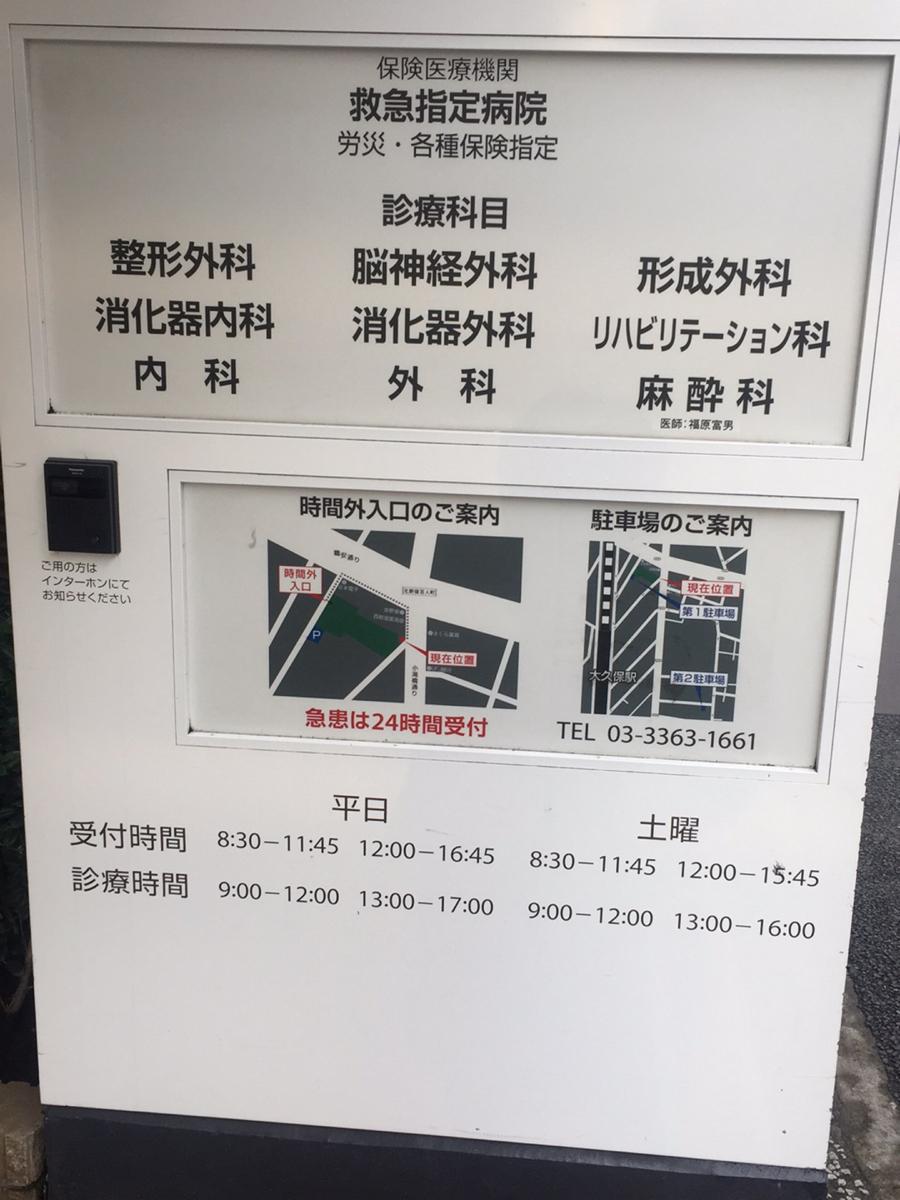 保険医療機関
救急指定病院
労災・各種保険指定
診療科目
整形外科 脳神経外科 形成外科
消化器内科 消化器外科 リハビリテーション科
内 科 外 科 麻 酔 科
医師:福原富男
Panasonic
ご用の方は
インターホンにて
お知らせください
時間外入口のご案内
時間外
入口
P
現在位置
小滝橋通り
急患は24時間受付
駐車場のご案内
現在位置
第1駐車場
大久保駅
第2駐車場
TEL 03-3363-1661
平日 土曜
受付時間 8:30－11:45 12:00－16:45 8:30－11:45 12:00－15:45
診療時間 9:00－12:00 13:00－17:00 9:00－12:00 13:00－16:00